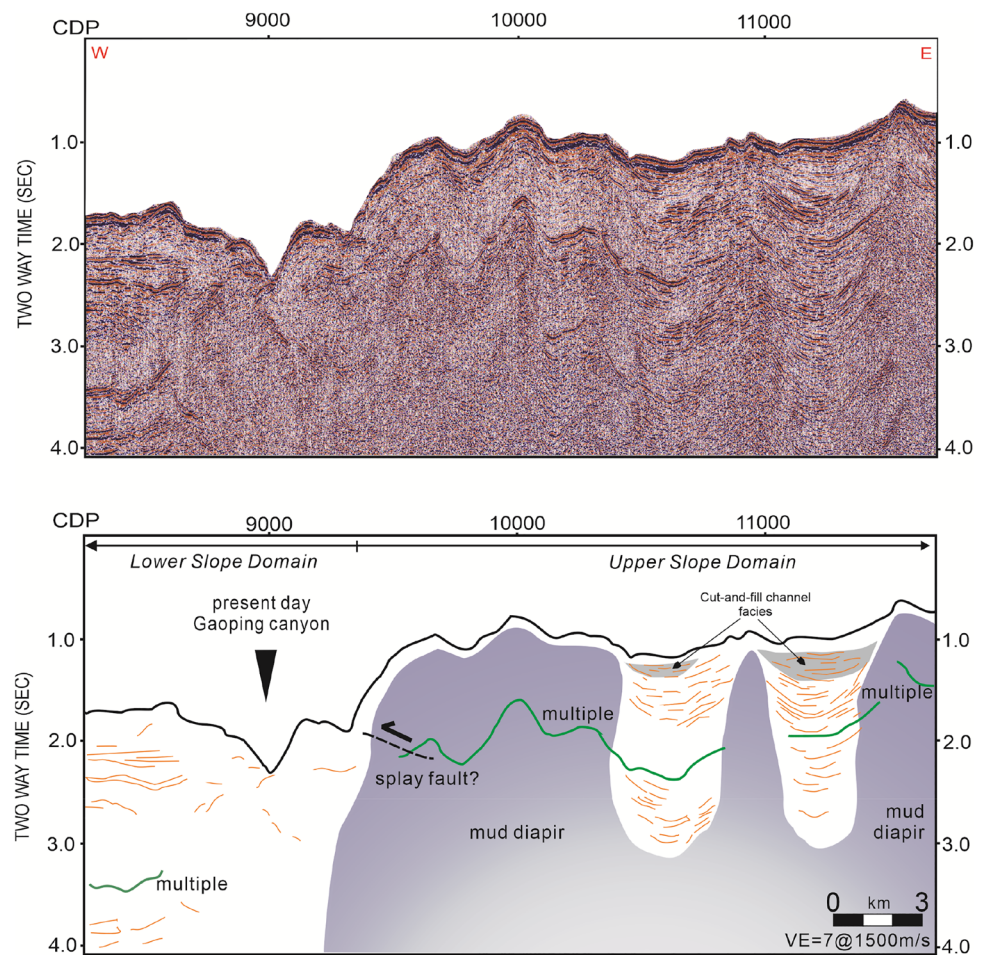 CDP 9000 10000 11000
W E
1.0 1.0
2.0 2.0
3.0 3.0
4.0 4.0
TWO WAY TIME (SEC)
CDP 9000 10000 11000
Lower Slope Domain Upper Slope Domain
present day
Gaoping canyon
Cut-and-fill channel
facies
1.0 1.0
multiple
multiple
2.0 2.0
splay fault?
mud diapir
mud
diapir
3.0 3.0
multiple
0 km 3
VE=7@1500m/s
4.0 4.0
TWO WAY TIME (SEC)